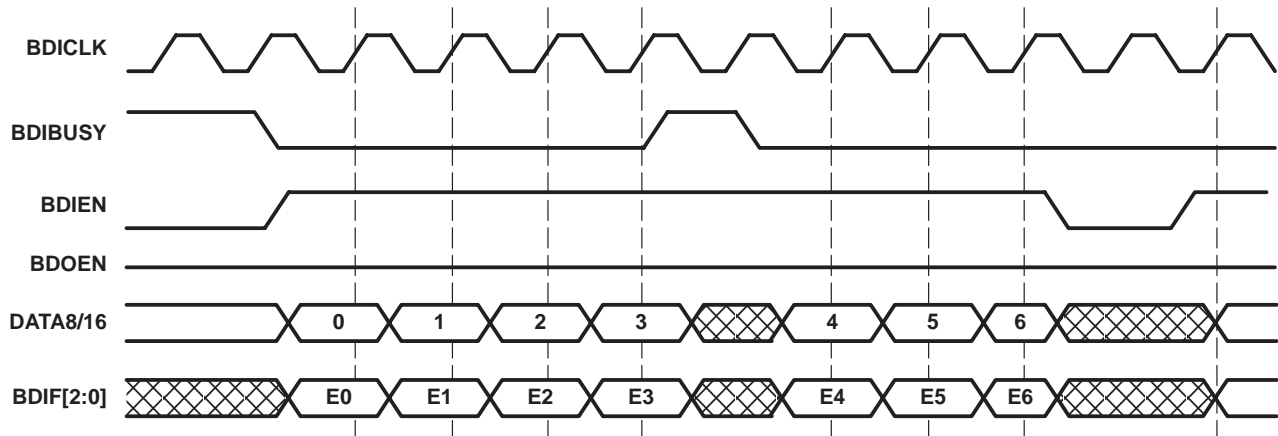 BDICLK
BDIBUSY
BDIEN
BDOEN
DATA8/16 0 1 2 3 4 5 6
BDIF[2:0] E0 E1 E2 E3 E4 E5 E6